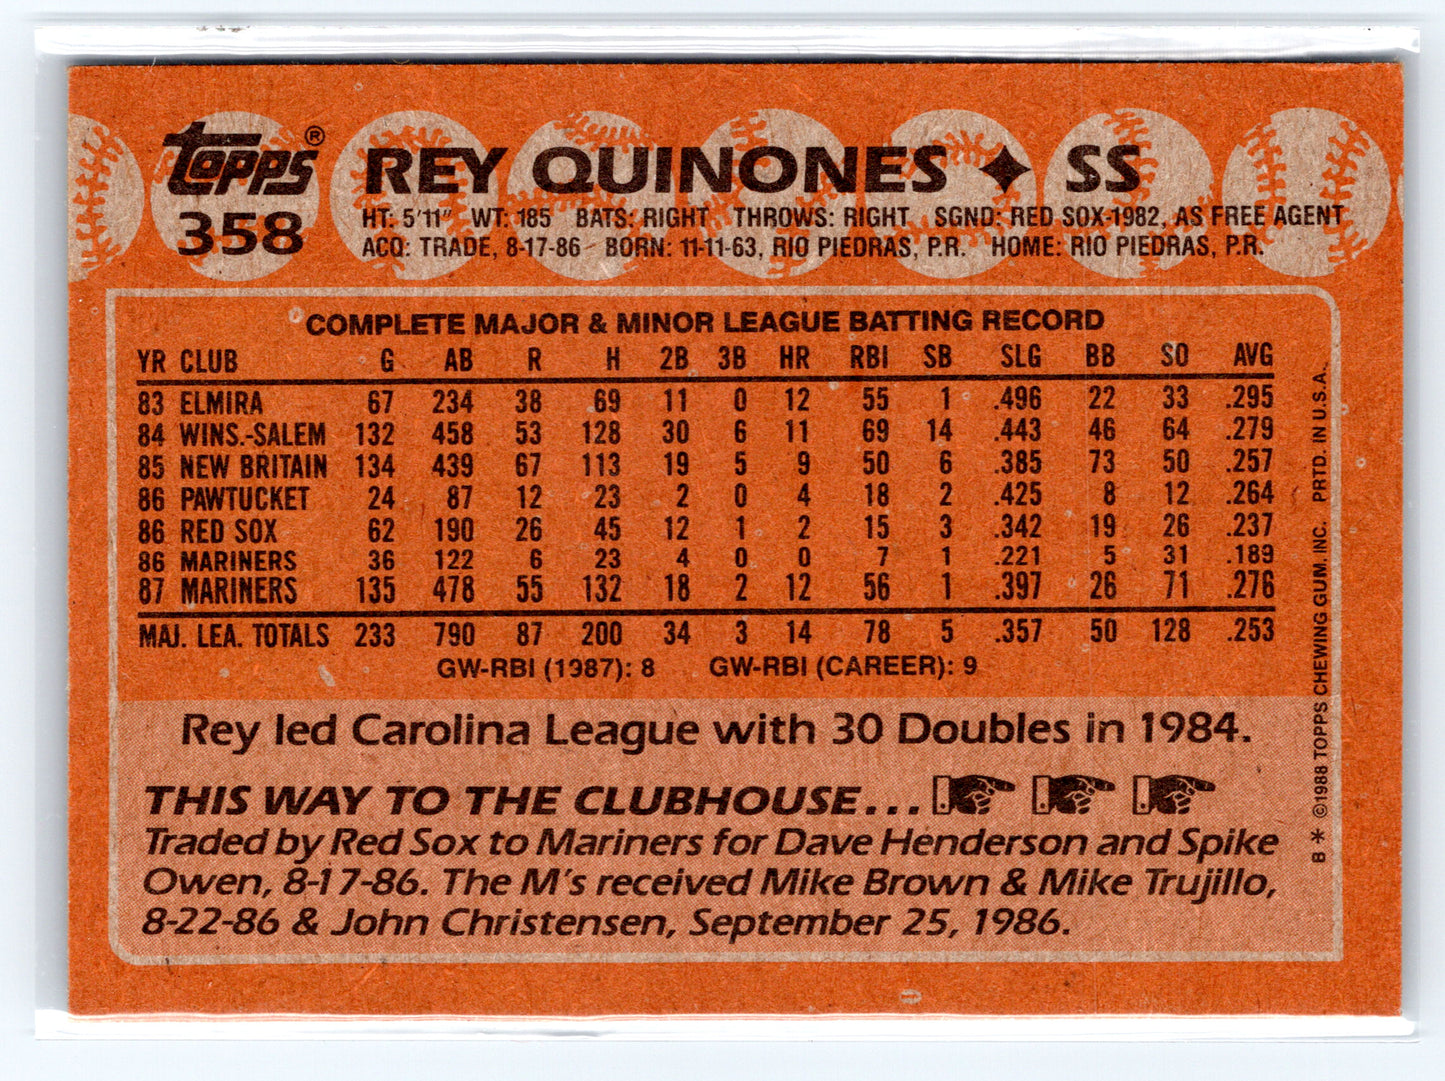 topps®
358
REY QUINONES ✦ SS
HT: 5'11" WT: 185 BATS: RIGHT THROWS: RIGHT SGND: RED SOX-1982, AS FREE AGENT
ACQ: TRADE, 8-17-86 BORN: 11-11-63, RIO PIEDRAS, P.R. HOME: RIO PIEDRAS, P.R.
COMPLETE MAJOR & MINOR LEAGUE BATTING RECORD
YR CLUB G AB R H 2B 3B HR RBI SB SLG BB SO AVG
83 ELMIRA 67 234 38 69 11 0 12 55 1 .496 22 33 .295
84 WINS.-SALEM 132 458 53 128 30 6 11 69 14 .443 46 64 .279
85 NEW BRITAIN 134 439 67 113 19 5 9 50 6 .385 73 50 .257
86 PAWTUCKET 24 87 12 23 2 0 4 18 2 .425 8 12 .264
86 RED SOX 62 190 26 45 12 1 2 15 3 .342 19 26 .237
86 MARINERS 36 122 6 23 4 0 0 7 1 .221 5 31 .189
87 MARINERS 135 478 55 132 18 2 12 56 1 .397 26 71 .276
MAJ. LEA. TOTALS 233 790 87 200 34 3 14 78 5 .357 50 128 .253
GW-RBI (1987): 8 GW-RBI (CAREER): 9
Rey led Carolina League with 30 Doubles in 1984.
THIS WAY TO THE CLUBHOUSE...
Traded by Red Sox to Mariners for Dave Henderson and Spike
Owen, 8-17-86. The M's received Mike Brown & Mike Trujillo,
8-22-86 & John Christensen, September 25, 1986.
B * ©1988 TOPPS CHEWING GUM, INC. PRTD. IN U.S.A.